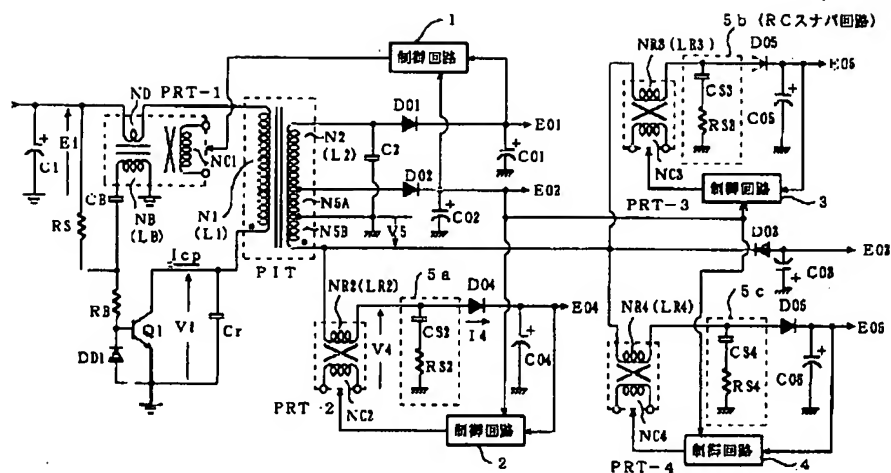 5b (RCスナバ回路)
1
制御回路
NR3(LR3)
D05
E05
ND
PRT-1
CS3
C05
RS3
E1
C1
NC1
D01
E01
N2
(L2)
C2
C01
NC3
制御回路
PRT-3
3
CB
NB
(LB)
N1
(L1)
D02
E02
N5A
C02
RS
N5B
V5
D03
E03
C03
Icp
PIT
NR2(LR2)
5a
D04
E04
5c
NR4(LR4)
D06
RB
V1
Q1
Cr
DD1
V4
CS2
I4
RS2
C04
CS4
C06
RS4
NC2
PRT-2
制御回路
2
NC4
制御回路
PRT-4
4